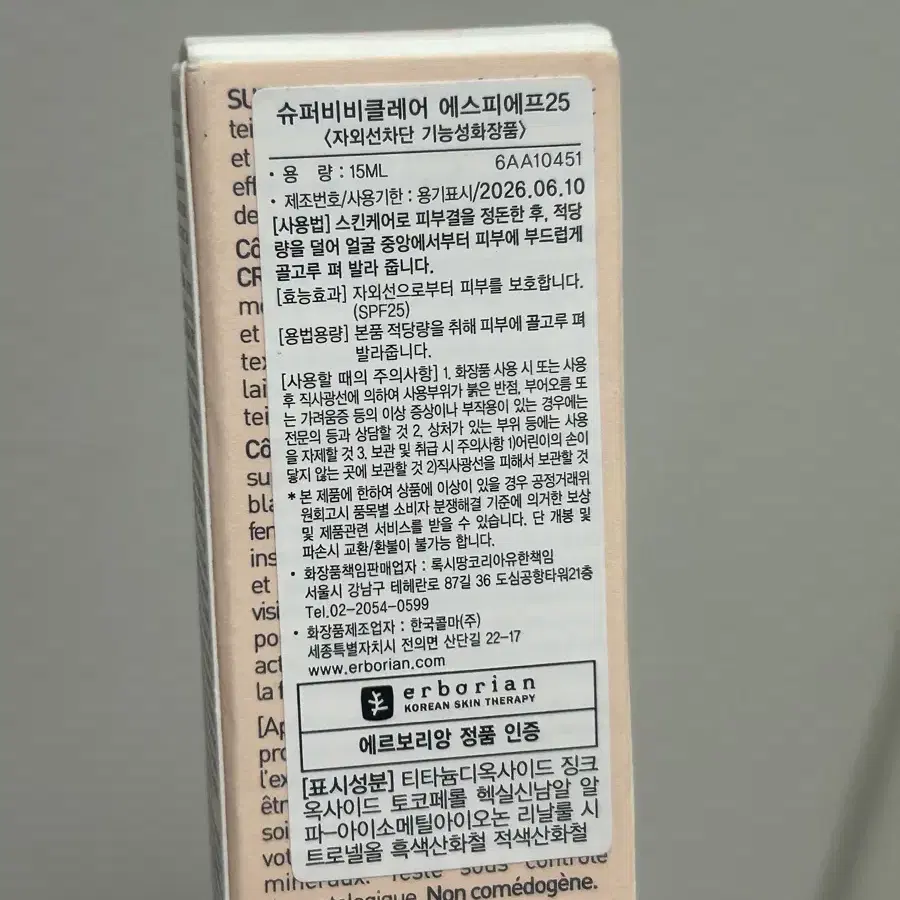 슈퍼비비클레어 에스피에프25
<자외선차단 기능성화장품>
• 용 량 : 15ML 6AA10451
• 제조번호/사용기한 : 용기표시/2026.06.10
[사용법] 스킨케어로 피부결을 정돈한 후, 적당
량을 덜어 얼굴 중앙에서부터 피부에 부드럽게
골고루 펴 발라 줍니다.
[효능효과] 자외선으로부터 피부를 보호합니다.
(SPF25)
[용법용량] 본품 적당량을 취해 피부에 골고루 펴
발라줍니다.
[사용할 때의 주의사항] 1. 화장품 사용 시 또는 사용
후 직사광선에 의하여 사용부위가 붉은 반점, 부어오름 또
는 가려움증 등의 이상 증상이나 부작용이 있는 경우에는
전문의 등과 상담할 것 2. 상처가 있는 부위 등에는 사용
을 자제할 것 3. 보관 및 취급 시 주의사항 1)어린이의 손이
닿지 않는 곳에 보관할 것 2)직사광선을 피해서 보관할 것
* 본 제품에 한하여 상품에 이상이 있을 경우 공정거래위
원회고시 품목별 소비자 분쟁해결 기준에 의거한 보상
및 제품관련 서비스를 받을 수 있습니다. 단 개봉 및
파손시 교환/환불이 불가능 합니다.
• 화장품책임판매업자 : 록시땅코리아유한책임
서울시 강남구 테헤란로 87길 36 도심공항타워21층
Tel.02-2054-0599
• 화장품제조업자 : 한국콜마(주)
세종특별자치시 전의면 산단길 22-17
www.erborian.com
erborian
KOREAN SKIN THERAPY
에르보리앙 정품 인증
[표시성분] 티타늄디옥사이드 징크
옥사이드 토코페롤 헥실신남알 알
파-아이소메틸아이오논 리날룰 시
트로넬올 흑색산화철 적색산화철
minéraux. Teste sous contrôle
Non comédogène.